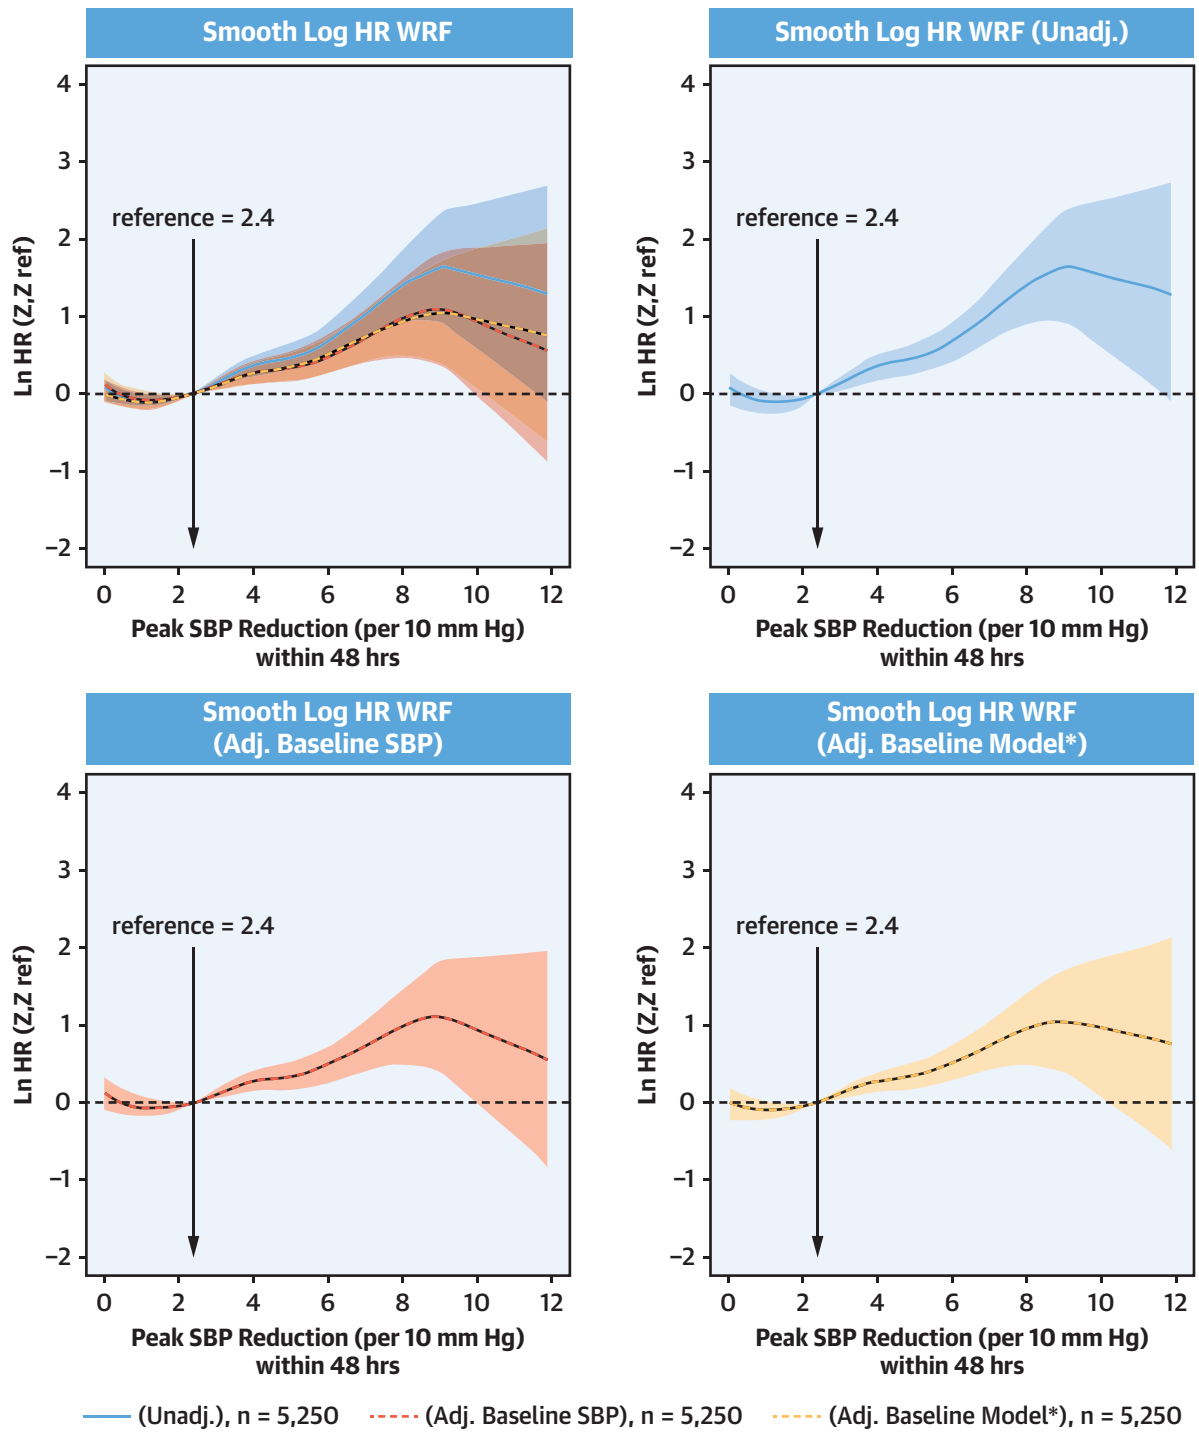 Smooth Log HR WRF
4
3
2
1
0
−1
−2
Ln HR (Z,Z ref)
reference = 2.4
0 2 4 6 8 10 12
Peak SBP Reduction (per 10 mm Hg)
within 48 hrs
Smooth Log HR WRF (Unadj.)
4
3
2
1
0
−1
−2
Ln HR (Z,Z ref)
reference = 2.4
0 2 4 6 8 10 12
Peak SBP Reduction (per 10 mm Hg)
within 48 hrs
Smooth Log HR WRF
(Adj. Baseline SBP)
4
3
2
1
0
−1
−2
Ln HR (Z,Z ref)
reference = 2.4
0 2 4 6 8 10 12
Peak SBP Reduction (per 10 mm Hg)
within 48 hrs
Smooth Log HR WRF
(Adj. Baseline Model*)
4
3
2
1
0
−1
−2
Ln HR (Z,Z ref)
reference = 2.4
0 2 4 6 8 10 12
Peak SBP Reduction (per 10 mm Hg)
within 48 hrs
(Unadj.), n = 5,250 (Adj. Baseline SBP), n = 5,250 (Adj. Baseline Model*), n = 5,250